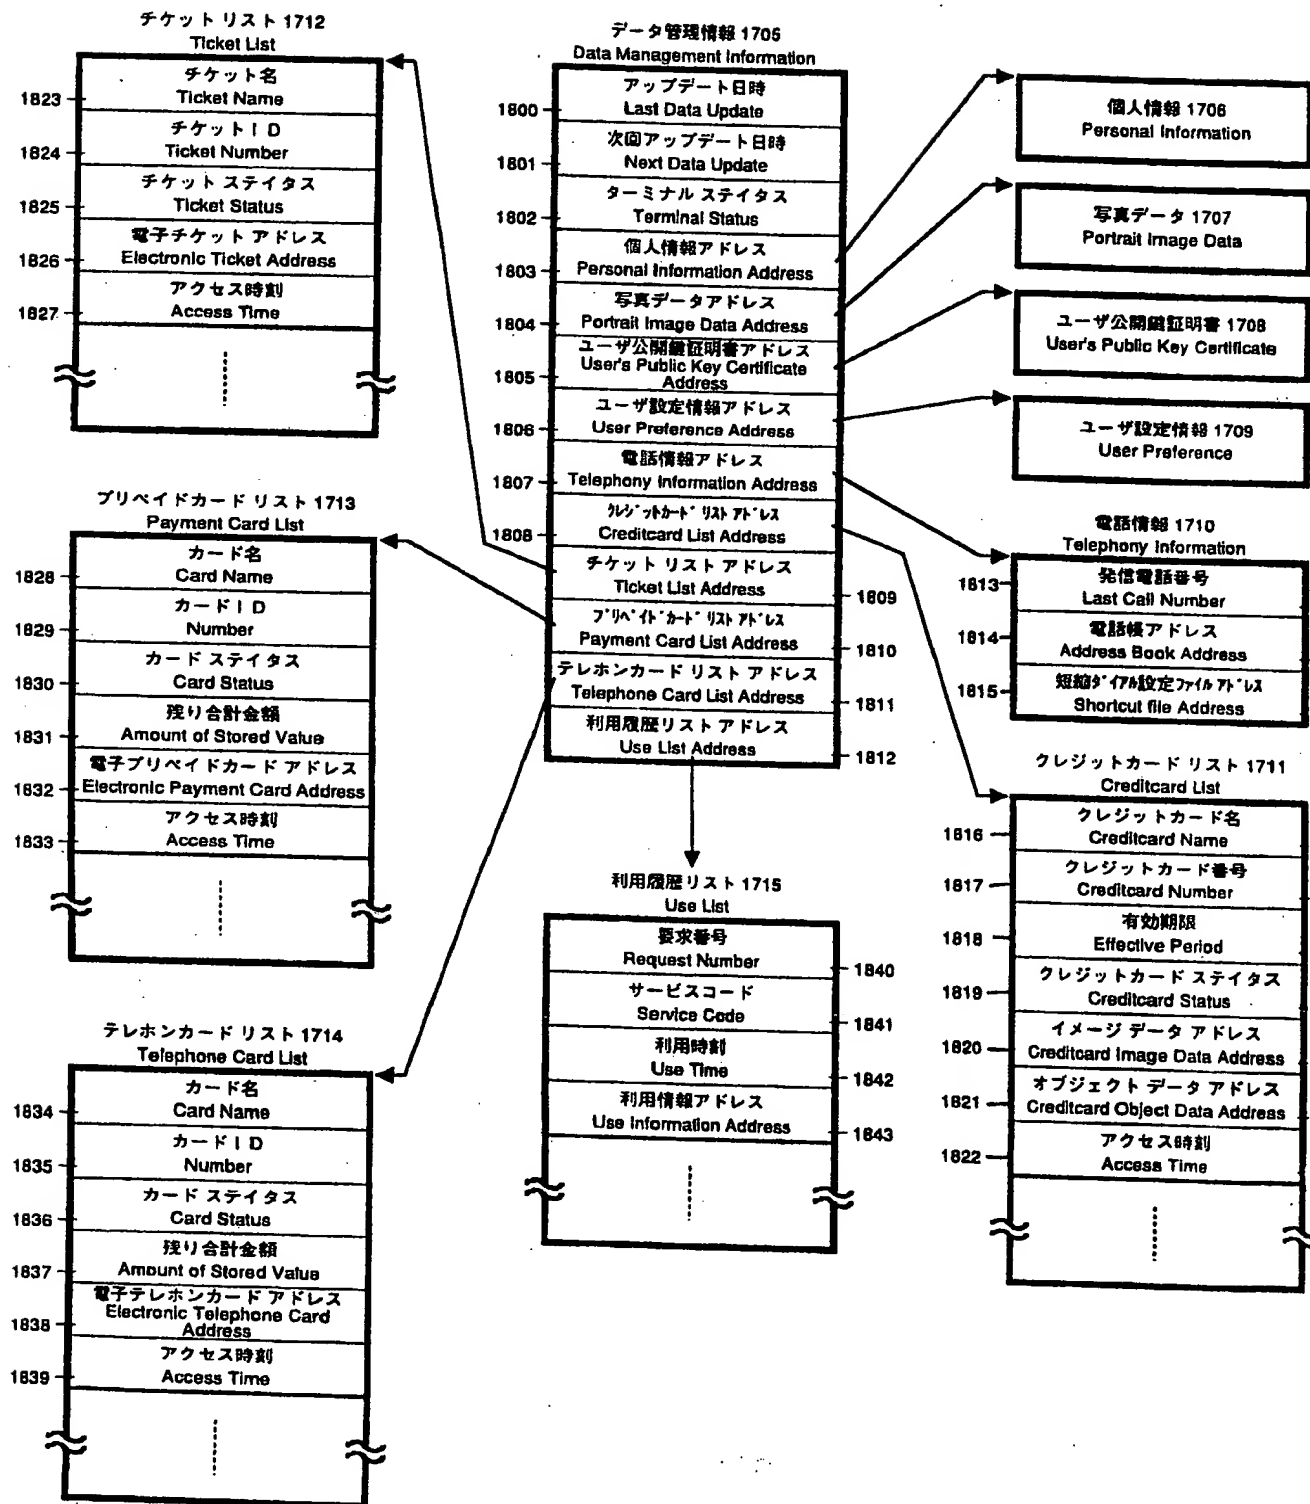 チケット リスト 1712
Ticket List
チケット名
Ticket Name
1823
チケットID
Ticket Number
1824
チケット ステイタス
Ticket Status
1825
電子チケット アドレス
Electronic Ticket Address
1826
アクセス時刻
Access Time
1827
プリペイドカード リスト 1713
Payment Card List
カード名
Card Name
1828
カードID
Number
1829
カード ステイタス
Card Status
1830
残り合計金額
Amount of Stored Value
1831
電子プリペイドカード アドレス
Electronic Payment Card Address
1832
アクセス時刻
Access Time
1833
テレホンカード リスト 1714
Telephone Card List
カード名
Card Name
1834
カードID
Number
1835
カード ステイタス
Card Status
1836
残り合計金額
Amount of Stored Value
1837
電子テレホンカード アドレス
Electronic Telephone Card
Address
1838
アクセス時刻
Access Time
1839
データ管理情報 1705
Data Management Information
アップデート日時
Last Data Update
1800
次回アップデート日時
Next Data Update
1801
ターミナル ステイタス
Terminal Status
1802
個人情報アドレス
Personal Information Address
1803
写真データアドレス
Portrait Image Data Address
1804
ユーザ公開鍵証明書アドレス
User's Public Key Certificate
Address
1805
ユーザ設定情報アドレス
User Preference Address
1806
電話情報アドレス
Telephony Information Address
1807
クレジットカード リスト アドレス
Creditcard List Address
1808
チケット リスト アドレス
Ticket List Address
1809
プリペイドカード リスト アドレス
Payment Card List Address
1810
テレホンカード リスト アドレス
Telephone Card List Address
1811
利用履歴リスト アドレス
Use List Address
1812
利用履歴リスト 1715
Use List
要求番号
Request Number
1840
サービスコード
Service Code
1841
利用時刻
Use Time
1842
利用情報アドレス
Use Information Address
1843
個人情報 1706
Personal Information
写真データ 1707
Portrait Image Data
ユーザ公開鍵証明書 1708
User's Public Key Certificate
ユーザ設定情報 1709
User Preference
電話情報 1710
Telephony Information
1813
発信電話番号
Last Call Number
1814
電話帳アドレス
Address Book Address
1815
短縮ダイアル設定ファイルアドレス
Shortcut file Address
クレジットカード リスト 1711
Creditcard List
クレジットカード名
1816
Creditcard Name
クレジットカード番号
1817
Creditcard Number
有効期限
1818
Effective Period
クレジットカード ステイタス
1819
Creditcard Status
イメージ データ アドレス
1820
Creditcard Image Data Address
オブジェクト データ アドレス
1821
Creditcard Object Data Address
アクセス時刻
1822
Access Time